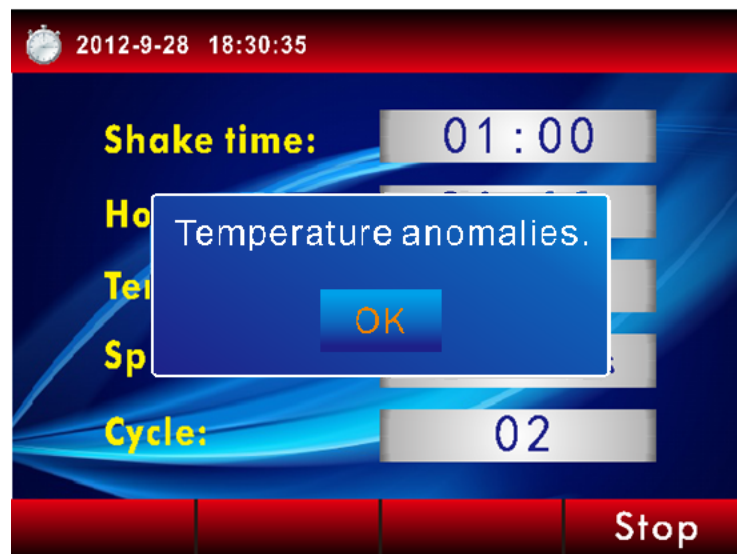 2012-9-28 18:30:35
Shake time: 01:00
Temperature anomalies.
OK
Cycle: 02
Stop